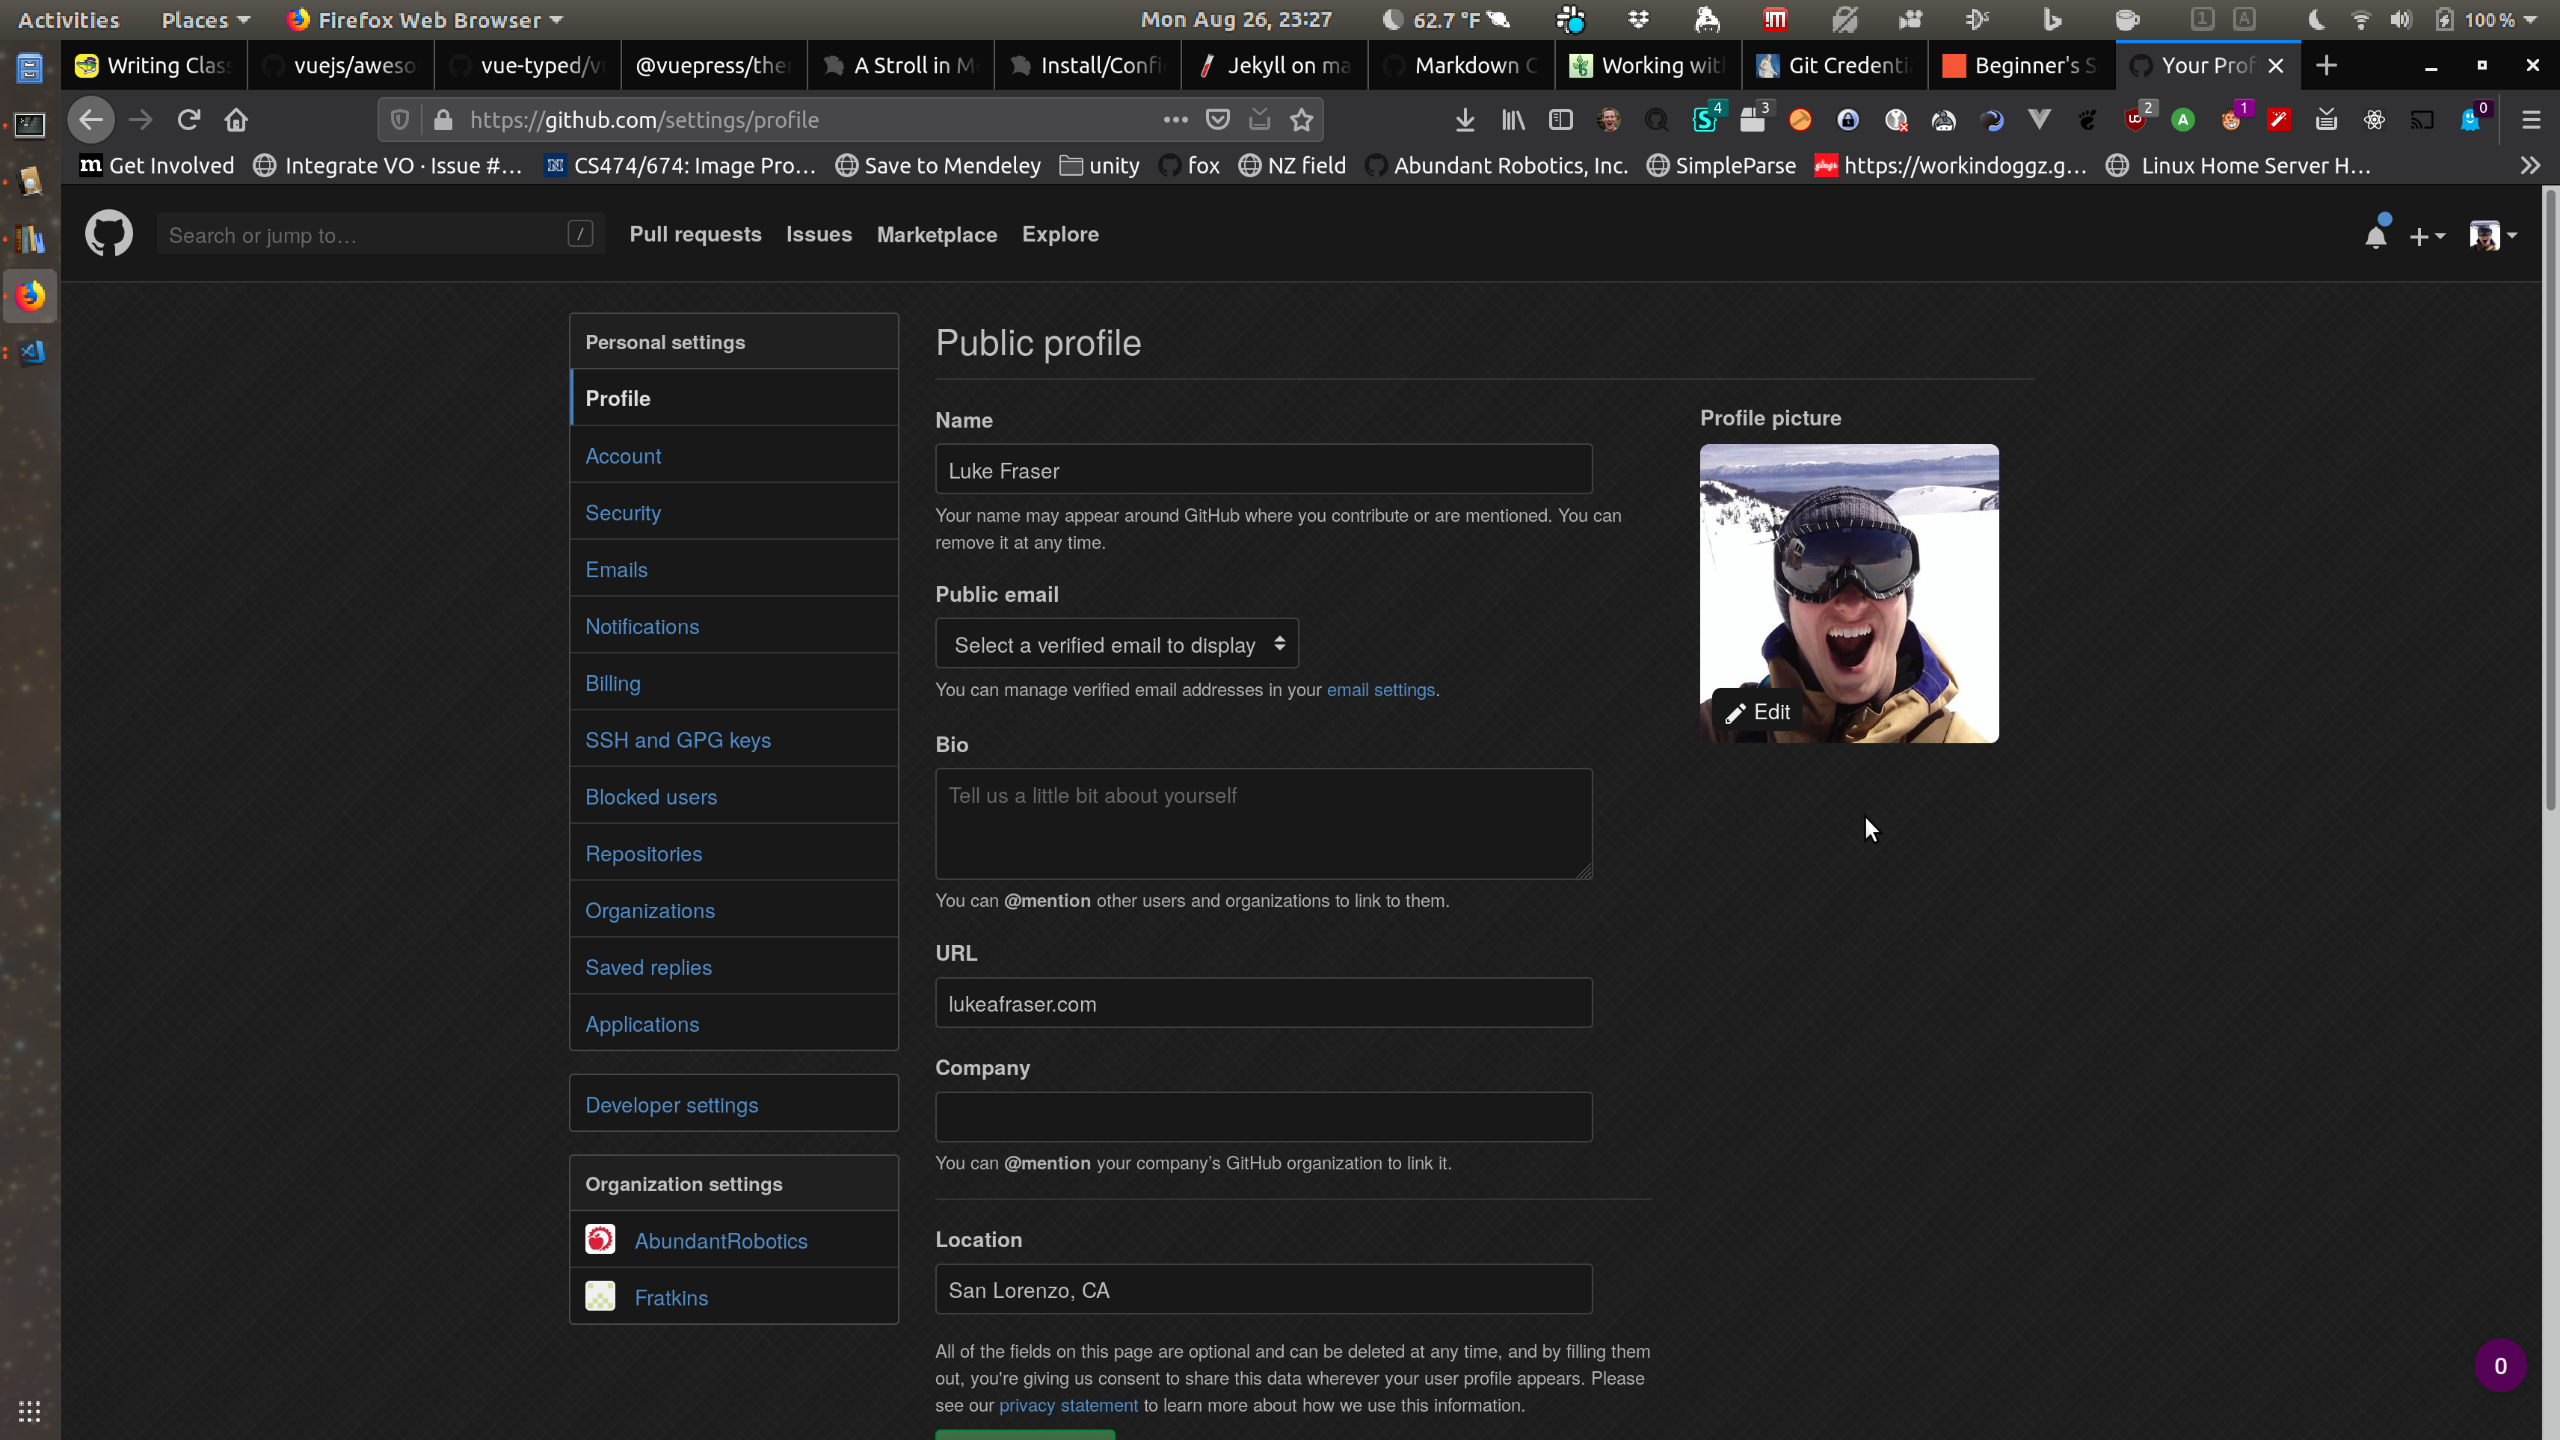 Activities
Places
Firefox Web Browser
Mon Aug 26, 23:27
62.7 °F
100 %
Writing Clas
vuejs/aweso
vue-typed/v
@vuepress/the
A Stroll in M
Install/Confi
Jekyll on ma
Markdown C
Working wit
Git Credenti
Beginner's S
Your Prof
https://github.com/settings/profile
4
3
2
1
0
Get Involved
Integrate VO · Issue #...
CS474/674: Image Pro...
Save to Mendeley
unity
fox
NZ field
Abundant Robotics, Inc.
SimpleParse
https://workindoggz.g...
Linux Home Server H...
Search or jump to…
/
Pull requests
Issues
Marketplace
Explore
Personal settings
Profile
Account
Security
Emails
Notifications
Billing
SSH and GPG keys
Blocked users
Repositories
Organizations
Saved replies
Applications
Developer settings
Organization settings
AbundantRobotics
Fratkins
Public profile
Name
Luke Fraser
Your name may appear around GitHub where you contribute or are mentioned. You can
remove it at any time.
Public email
Select a verified email to display
You can manage verified email addresses in your email settings.
Bio
Tell us a little bit about yourself
You can @mention other users and organizations to link to them.
URL
lukeafraser.com
Company
You can @mention your company's GitHub organization to link it.
Location
San Lorenzo, CA
All of the fields on this page are optional and can be deleted at any time, and by filling them
out, you're giving us consent to share this data wherever your user profile appears. Please
see our privacy statement to learn more about how we use this information.
Profile picture
Edit
0